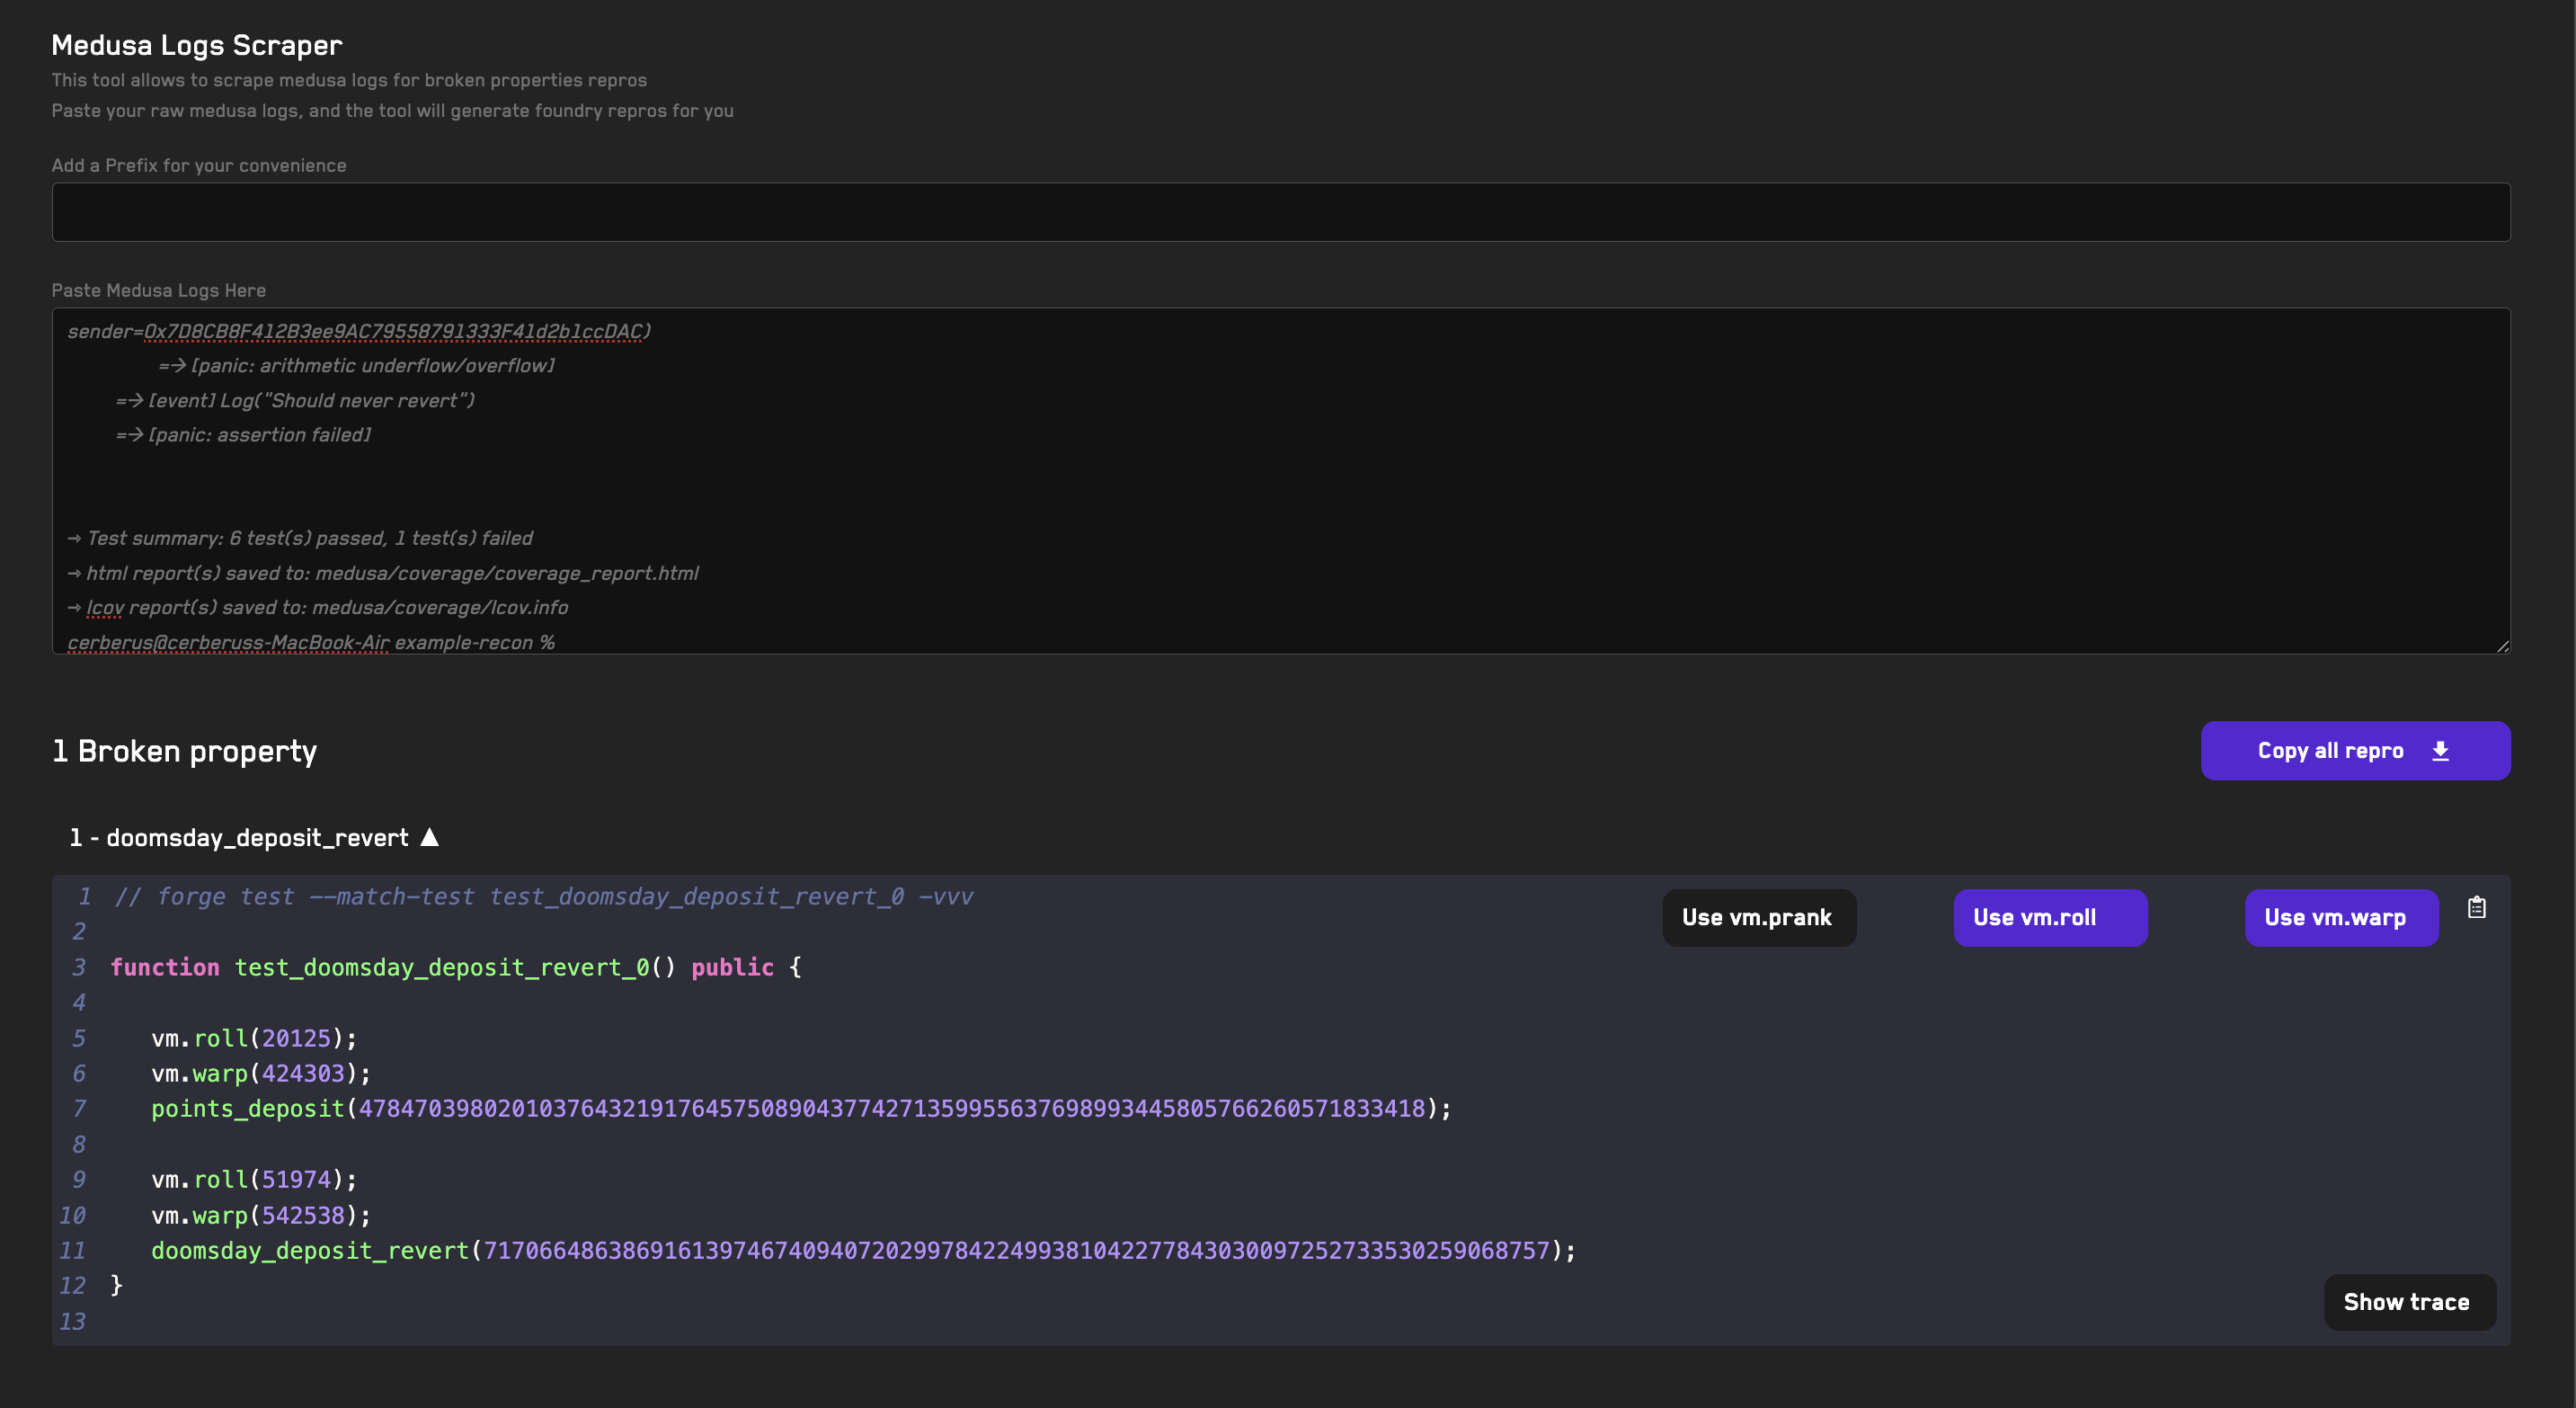 Medusa Logs Scraper
This tool allows to scrape medusa logs for broken properties repros
Paste your raw medusa logs, and the tool will generate foundry repros for you
Add a Prefix for your convenience
Paste Medusa Logs Here
sender=0x7D8CB8F412B3ee9AC79558791333F41d2b1ccDAC)
=> [panic: arithmetic underflow/overflow]
=> [event] Log("Should never revert")
=> [panic: assertion failed]
→ Test summary: 6 test(s) passed, 1 test(s) failed
→ html report(s) saved to: medusa/coverage/coverage_report.html
→ lcov report(s) saved to: medusa/coverage/lcov.info
cerberus@cerberuss-MacBook-Air example-recon %
1 Broken property
Copy all repro
1 - doomsday_deposit_revert ▲
1 // forge test --match-test test_doomsday_deposit_revert_0 -vvv
Use vm.prank
Use vm.roll
Use vm.warp
2
3 function test_doomsday_deposit_revert_0() public {
4
5 vm.roll(20125);
6 vm.warp(424303);
7 points_deposit(47847039802010376432191764575089043774271359955637698993445805766260571833418);
8
9 vm.roll(51974);
10 vm.warp(542538);
11 doomsday_deposit_revert(71706648638691613974674094072029978422499381042277843030097252733530259068757);
12 }
13
Show trace